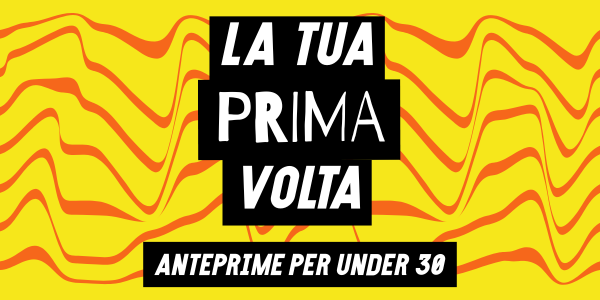 LA TUA
PRIMA
VOLTA
ANTEPRIME PER UNDER 30